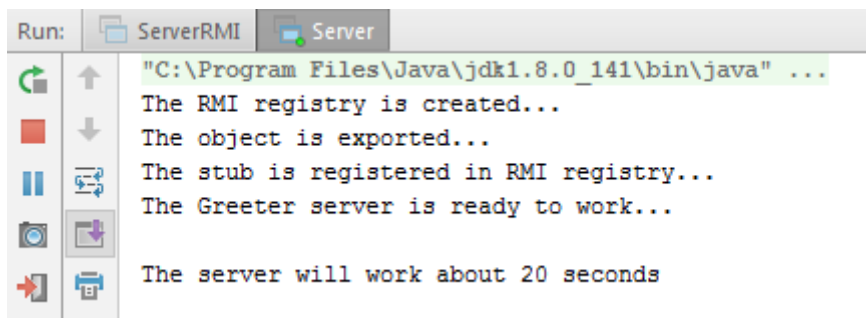 Run: ServerRMI Server
"C:\Program Files\Java\jdk1.8.0_141\bin\java" ...
The RMI registry is created...
The object is exported...
The stub is registered in RMI registry...
The Greeter server is ready to work...
The server will work about 20 seconds